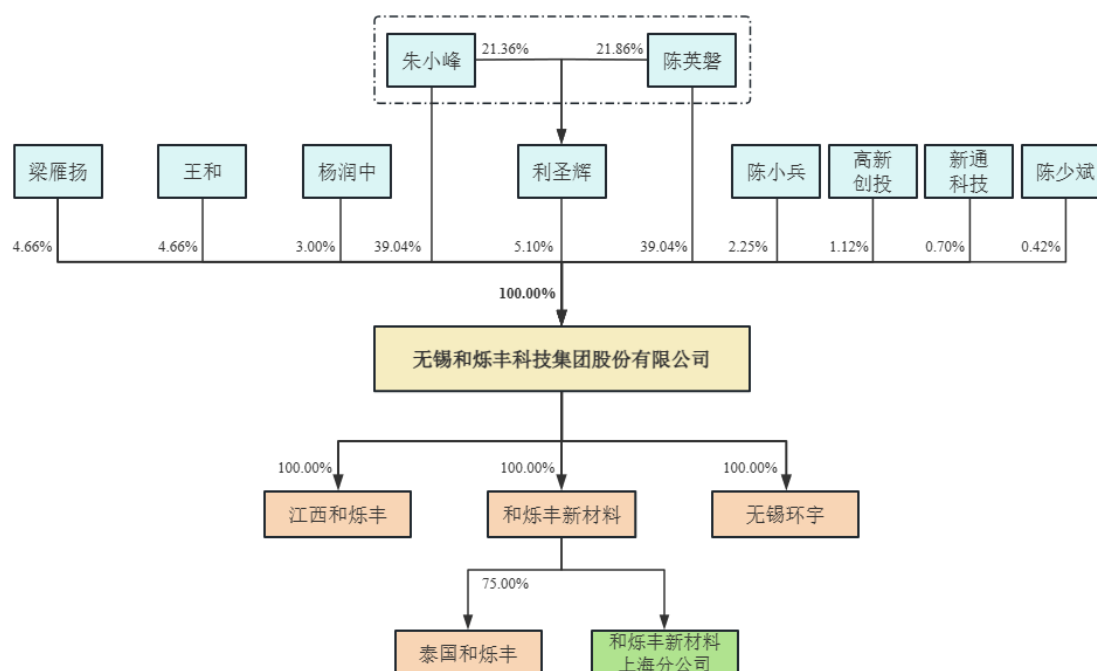 朱小峰
21.36%
21.86%
陈英磐
梁雁扬
王和
杨润中
利圣辉
陈小兵
高新
创投
新通
科技
陈少斌
4.66%
4.66%
3.00%
39.04%
5.10%
39.04%
2.25%
1.12%
0.70%
0.42%
100.00%
无锡和烁丰科技集团股份有限公司
100.00%
100.00%
100.00%
江西和烁丰
和烁丰新材料
无锡环宇
75.00%
泰国和烁丰
和烁丰新材料
上海分公司